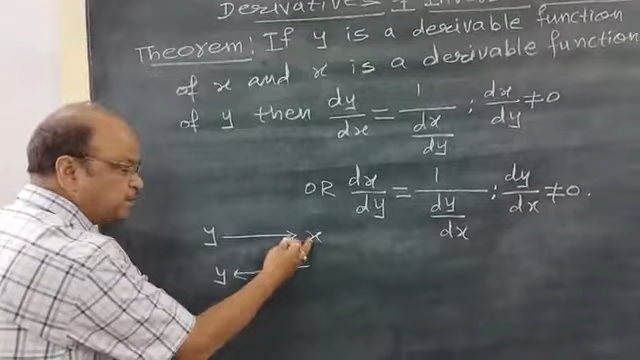 Derivatives of
Theorem: If y is a derivable function
of x and x is a derivable function
of y then dy/dx = 1/(dx/dy) ; dx/dy ≠ 0
OR dx/dy = 1/(dy/dx) ; dy/dx ≠ 0.
y → x
y ←